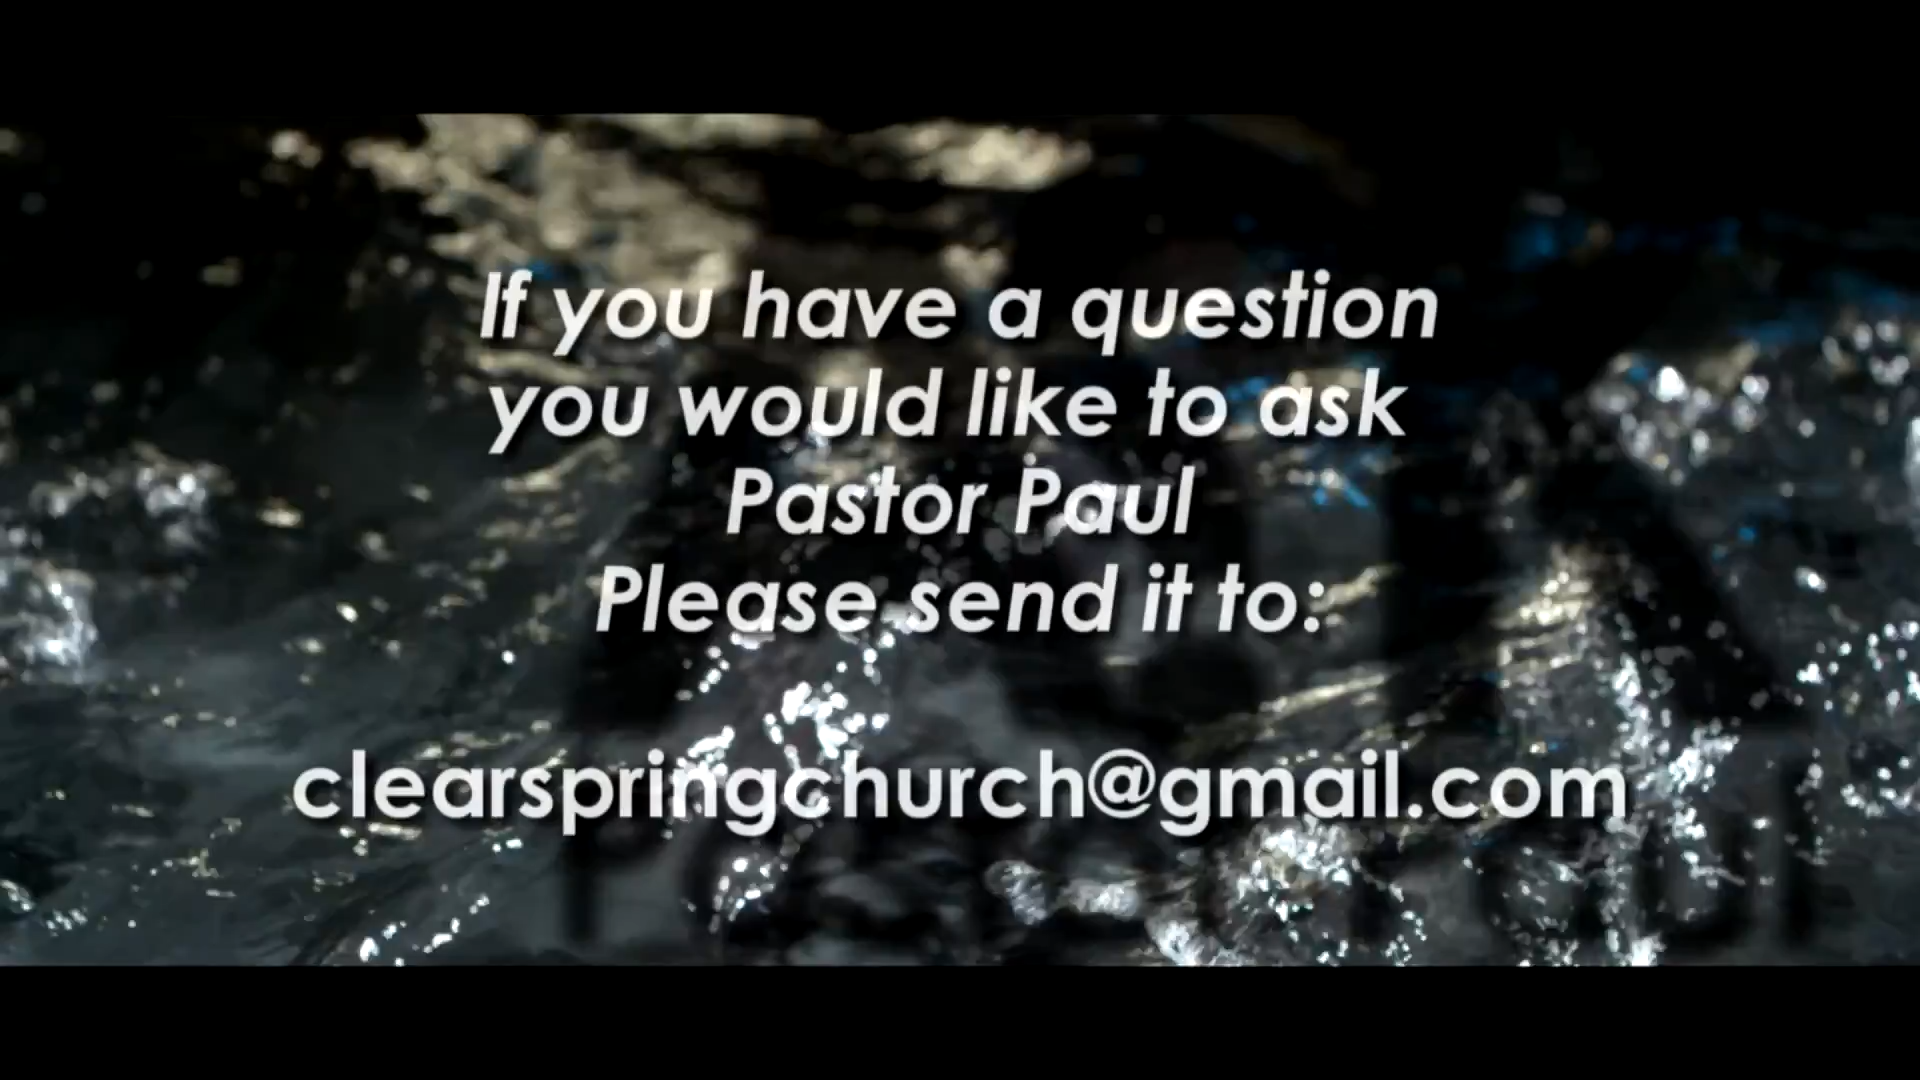 If you have a question
you would like to ask
Pastor Paul
Please send it to:
clearspringchurch@gmail.com